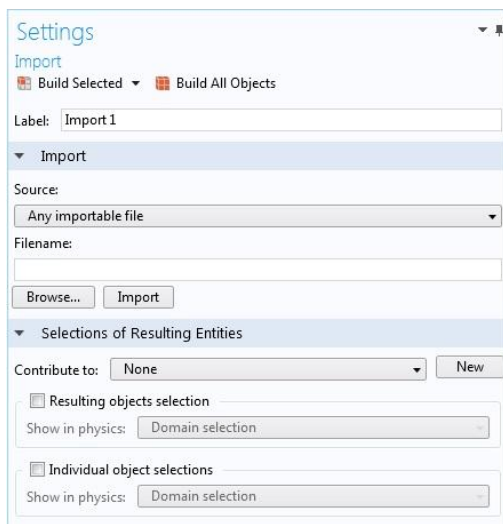 Settings
Import
Build Selected Build All Objects
Label: Import 1
Import
Source:
Any importable file
Filename:
Browse... Import
Selections of Resulting Entities
Contribute to: None New
Resulting objects selection
Show in physics: Domain selection
Individual object selections
Show in physics: Domain selection